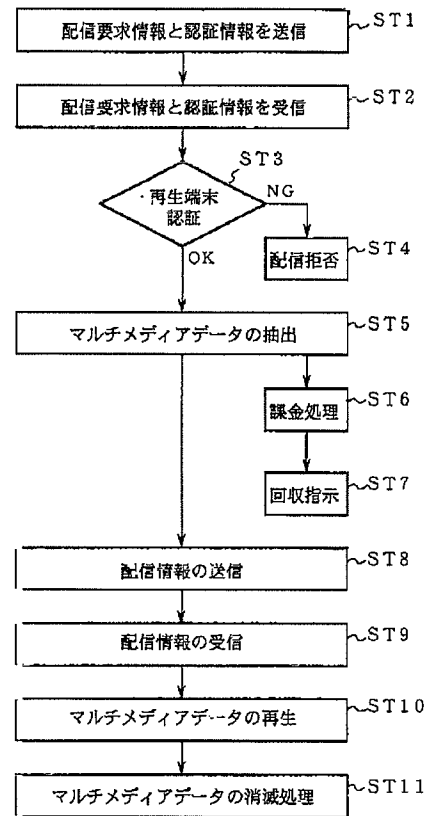 配信要求情報と認証情報を送信 ST1
配信要求情報と認証情報を受信 ST2
ST3
再生端末
認証
NG
OK
配信拒否 ST4
マルチメディアデータの抽出 ST5
課金処理 ST6
回収指示 ST7
配信情報の送信 ST8
配信情報の受信 ST9
マルチメディアデータの再生 ST10
マルチメディアデータの消滅処理 ST11